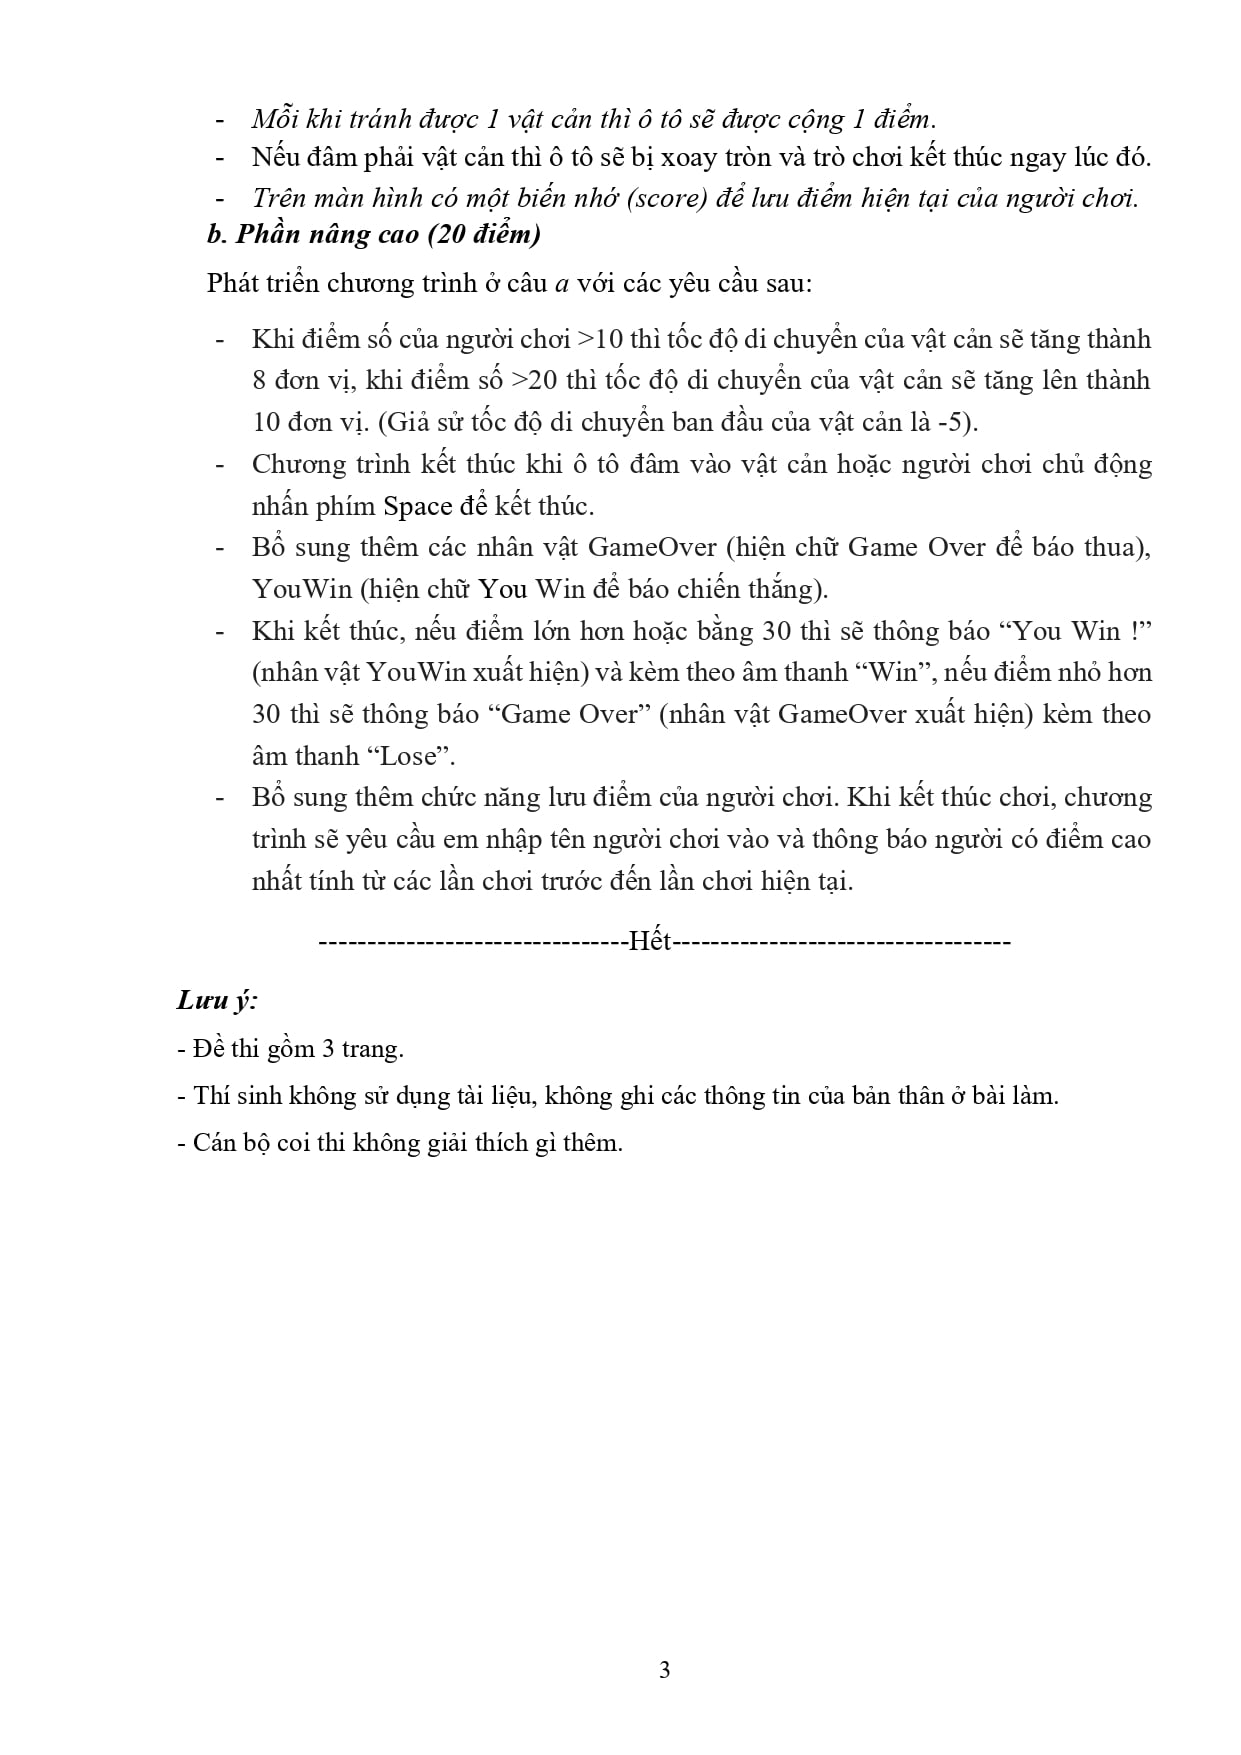 - Mỗi khi tránh được 1 vật cản thì ô tô sẽ được cộng 1 điểm.
- Nếu đâm phải vật cản thì ô tô sẽ bị xoay tròn và trò chơi kết thúc ngay lúc đó.
- Trên màn hình có một biến nhớ (score) để lưu điểm hiện tại của người chơi.
b. Phần nâng cao (20 điểm)
Phát triển chương trình ở câu a với các yêu cầu sau:
- Khi điểm số của người chơi >10 thì tốc độ di chuyển của vật cản sẽ tăng thành
8 đơn vị, khi điểm số >20 thì tốc độ di chuyển của vật cản sẽ tăng lên thành
10 đơn vị. (Giả sử tốc độ di chuyển ban đầu của vật cản là -5).
- Chương trình kết thúc khi ô tô đâm vào vật cản hoặc người chơi chủ động
nhấn phím Space để kết thúc.
- Bổ sung thêm các nhân vật GameOver (hiện chữ Game Over để báo thua),
YouWin (hiện chữ You Win để báo chiến thắng).
- Khi kết thúc, nếu điểm lớn hơn hoặc bằng 30 thì sẽ thông báo “You Win !”
(nhân vật YouWin xuất hiện) và kèm theo âm thanh “Win”, nếu điểm nhỏ hơn
30 thì sẽ thông báo “Game Over” (nhân vật GameOver xuất hiện) kèm theo
âm thanh “Lose”.
- Bổ sung thêm chức năng lưu điểm của người chơi. Khi kết thúc chơi, chương
trình sẽ yêu cầu em nhập tên người chơi vào và thông báo người có điểm cao
nhất tính từ các lần chơi trước đến lần chơi hiện tại.
--------------------------------Hết-----------------------------------
Lưu ý:
- Đề thi gồm 3 trang.
- Thí sinh không sử dụng tài liệu, không ghi các thông tin của bản thân ở bài làm.
- Cán bộ coi thi không giải thích gì thêm.
3